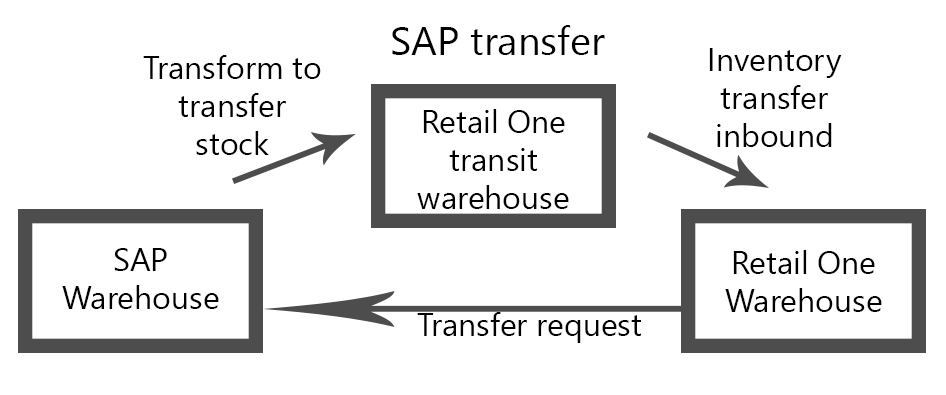 SAP transfer
Transform to
transfer
stock
Inventory
transfer
inbound
Retail One
transit
warehouse
SAP
Warehouse
Retail One
Warehouse
Transfer request